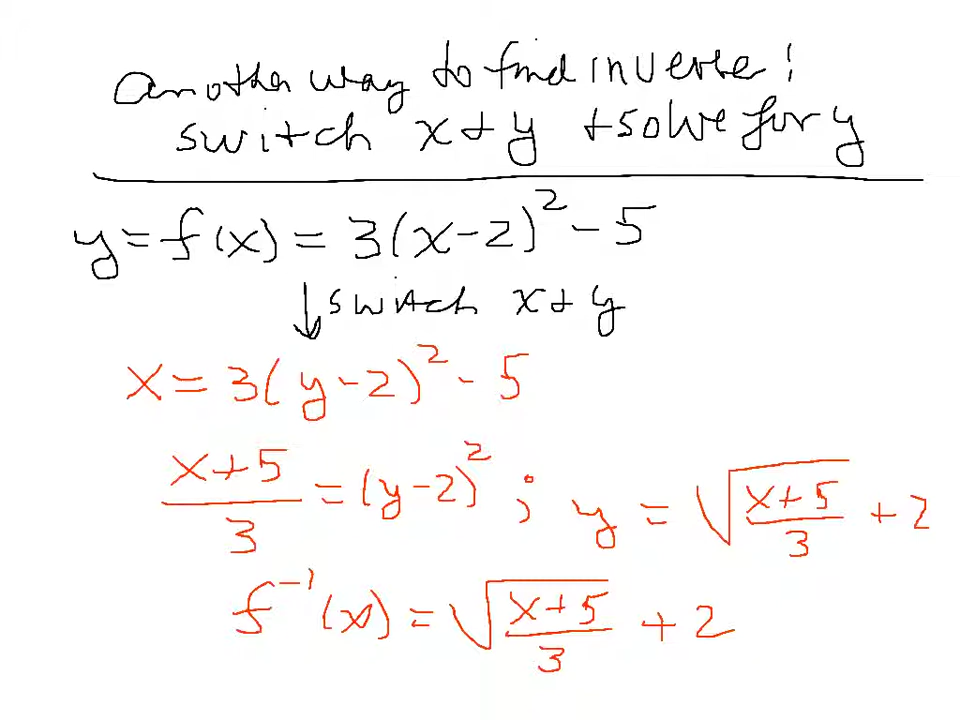 another way to find inverse:
switch x + y + solve for y
y = f(x) = 3(x-2)² - 5
↓ switch x + y
x = 3(y-2)² - 5
(x+5)/3 = (y-2)² ; y = √((x+5)/3) + 2
f⁻¹(x) = √((x+5)/3) + 2